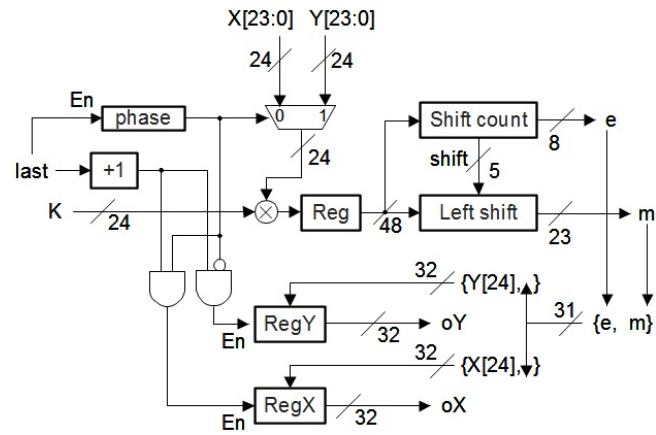 X[23:0] Y[23:0]
24 24
En
phase
0 1
Shift count
e
8
last
+1
24
shift
5
K
24
Reg
48
Left shift
23
m
32
{Y[24], }
En
RegY
32
oY
31
{e, m}
32
{X[24], }
En
RegX
32
oX